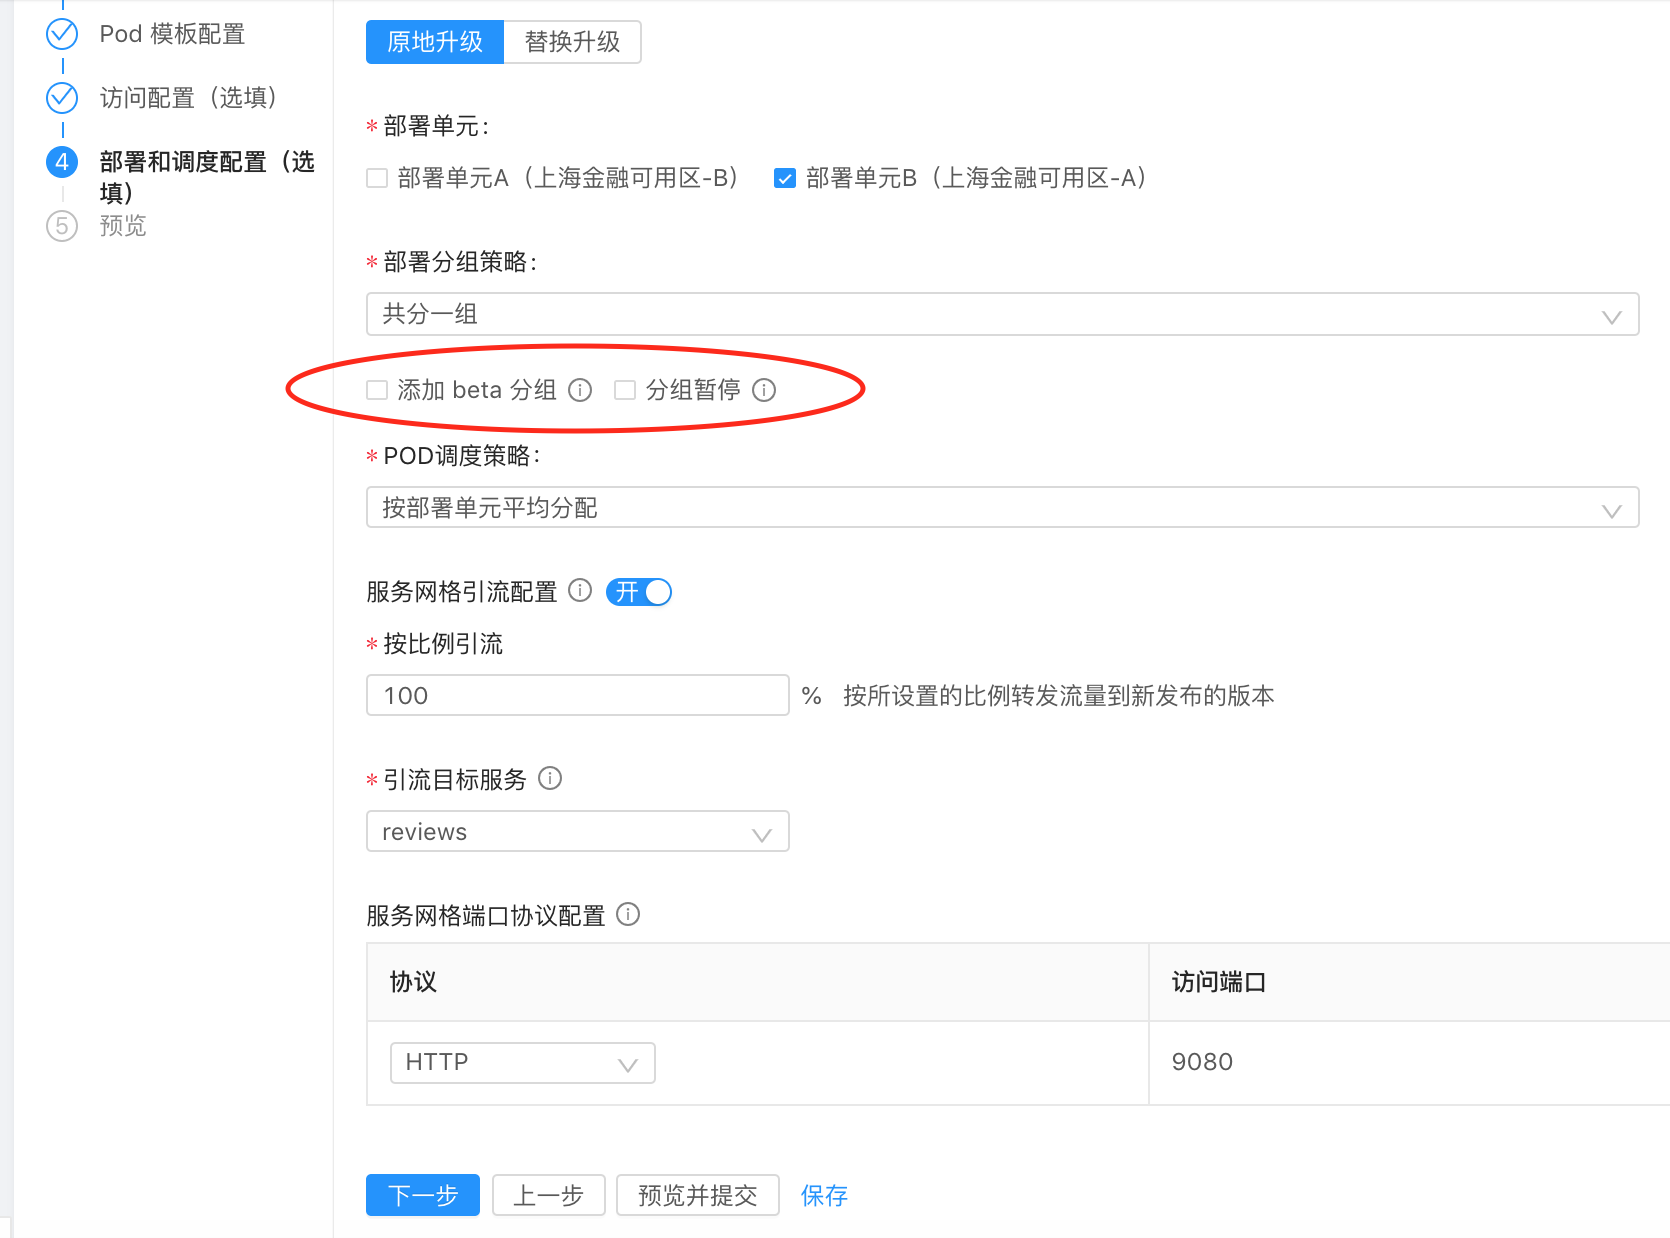 Pod 模板配置
访问配置（选填）
4 部署和调度配置（选
填）
5 预览
原地升级 替换升级
* 部署单元:
部署单元A（上海金融可用区-B） 部署单元B（上海金融可用区-A）
* 部署分组策略:
共分一组
添加 beta 分组 分组暂停
* POD调度策略:
按部署单元平均分配
服务网格引流配置 开
* 按比例引流
100 % 按所设置的比例转发流量到新发布的版本
* 引流目标服务
reviews
服务网格端口协议配置
协议 访问端口
HTTP 9080
下一步 上一步 预览并提交 保存